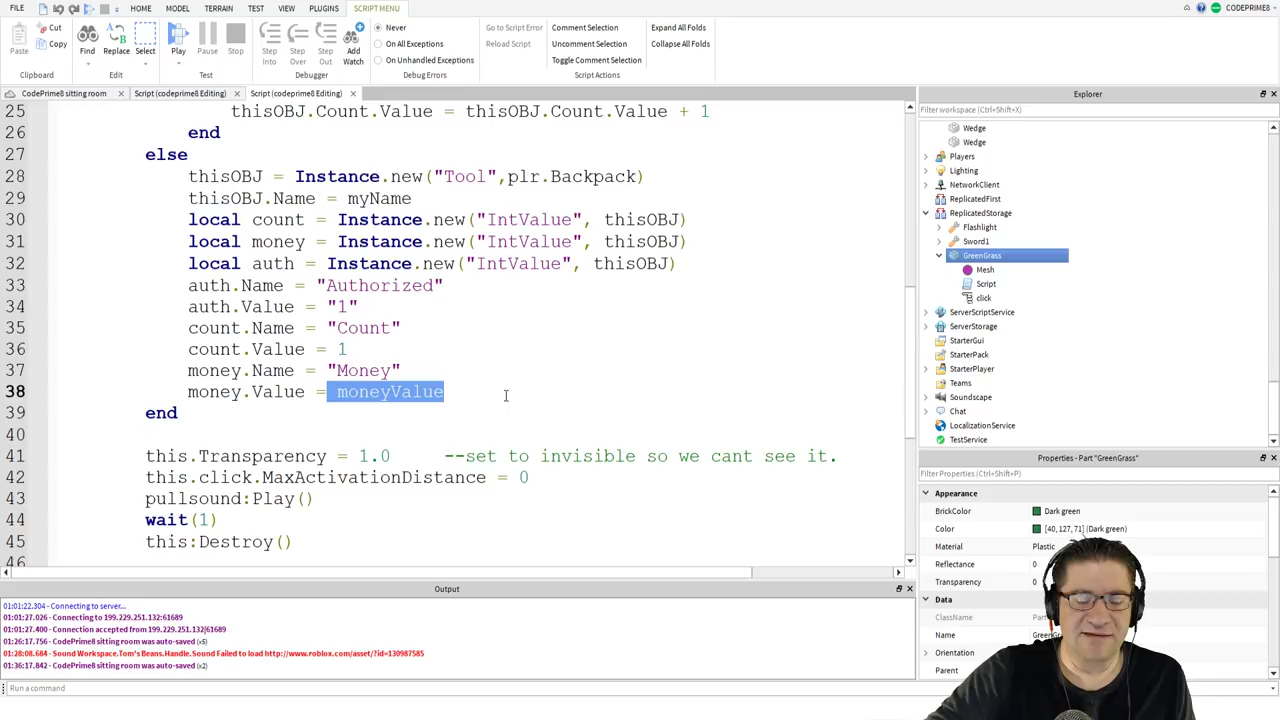 FILE HOME MODEL TERRAIN TEST VIEW PLUGINS SCRIPT MENU CODEPRIME8
Paste Cut Copy Find Replace Select Play Pause Stop Step Into Step Over Step Out Add Watch
Never
On All Exceptions
On Unhandled Exceptions
Go to Script Error
Reload Script
Comment Selection
Uncomment Selection
Toggle Comment Selection
Expand All Folds
Collapse All Folds
Clipboard Edit Test Debugger Debug Errors Script Actions
CodePrime8 sitting room Script (codeprime8 Editing) Script (codeprime8 Editing)
25 thisOBJ.Count.Value = thisOBJ.Count.Value + 1
26 end
27 else
28 thisOBJ = Instance.new("Tool",plr.Backpack)
29 thisOBJ.Name = myName
30 local count = Instance.new("IntValue", thisOBJ)
31 local money = Instance.new("IntValue", thisOBJ)
32 local auth = Instance.new("IntValue", thisOBJ)
33 auth.Name = "Authorized"
34 auth.Value = "1"
35 count.Name = "Count"
36 count.Value = 1
37 money.Name = "Money"
38 money.Value = moneyValue
39 end
40
41 this.Transparency = 1.0 --set to invisible so we cant see it.
42 this.click.MaxActivationDistance = 0
43 pullsound:Play()
44 wait(1)
45 this:Destroy()
46
Explorer
Filter workspace (Ctrl+Shift+X)
Wedge
Wedge
Players
Lighting
NetworkClient
ReplicatedFirst
ReplicatedStorage
Flashlight
Sword1
GreenGrass
Mesh
Script
click
ServerScriptService
ServerStorage
StarterGui
StarterPack
StarterPlayer
Teams
Soundscape
Chat
LocalizationService
TestService
Properties - Part "GreenGrass"
Filter Properties (Ctrl+Shift+P)
Appearance
BrickColor Dark green
Color [40, 127, 71] (Dark green)
Material Plastic
Reflectance 0
Transparency 0
Data
ClassName Part
Name
Orientation
Parent
Output
01:01:22.304 - Connecting to server...
01:01:27.026 - Connecting to 199.229.251.132:61689
01:01:27.400 - Connection accepted from 199.229.251.132|61689
01:26:17.756 - CodePrime8 sitting room was auto-saved (x5)
01:28:08.684 - Sound Workspace.Tom's Beans.Handle.Sound Failed to load http://www.roblox.com/asset/?id=130987585
01:36:17.842 - CodePrime8 sitting room was auto-saved (x2)
Run a command